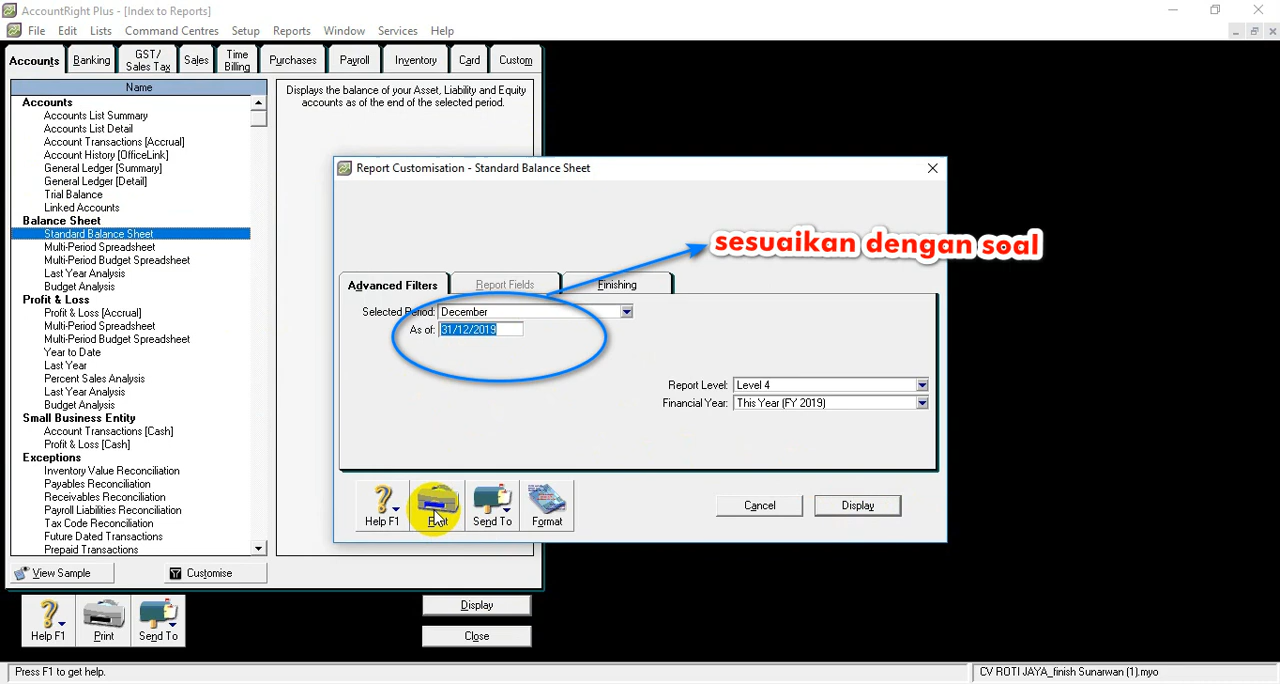 AccountRight Plus - [Index to Reports]
File Edit Lists Command Centres Setup Reports Window Services Help
Accounts Banking GST/ Sales Tax Sales Time Billing Purchases Payroll Inventory Card Custom
Name
Accounts
Accounts List Summary
Accounts List Detail
Account Transactions [Accrual]
Account History [OfficeLink]
General Ledger [Summary]
General Ledger [Detail]
Trial Balance
Linked Accounts
Balance Sheet
Standard Balance Sheet
Multi-Period Spreadsheet
Multi-Period Budget Spreadsheet
Last Year Analysis
Budget Analysis
Profit & Loss
Profit & Loss [Accrual]
Multi-Period Spreadsheet
Multi-Period Budget Spreadsheet
Year to Date
Last Year
Percent Sales Analysis
Last Year Analysis
Budget Analysis
Small Business Entity
Account Transactions [Cash]
Profit & Loss [Cash]
Exceptions
Inventory Value Reconciliation
Payables Reconciliation
Receivables Reconciliation
Payroll Liabilities Reconciliation
Tax Code Reconciliation
Future Dated Transactions
Prepaid Transactions
View Sample Customise
Displays the balance of your Asset, Liability and Equity
accounts as of the end of the selected period.
Report Customisation - Standard Balance Sheet
sesuaikan dengan soal
Advanced Filters Report Fields Finishing
Selected Period: December
As of: 31/12/2019
Report Level: Level 4
Financial Year: This Year (FY 2019)
Help F1 Print Send To Format Cancel Display
Display
Help F1 Print Send To
Close
Press F1 to get help.
CV ROTI JAYA_finish Sunarwan (1).myo